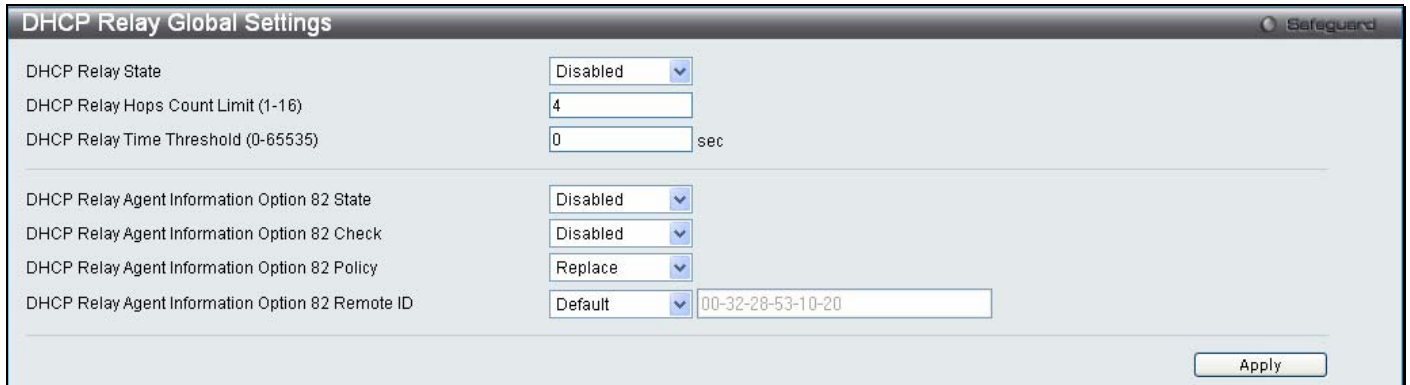 DHCP Relay Global Settings Safeguard
DHCP Relay State Disabled
DHCP Relay Hops Count Limit (1-16) 4
DHCP Relay Time Threshold (0-65535) 0 sec
DHCP Relay Agent Information Option 82 State Disabled
DHCP Relay Agent Information Option 82 Check Disabled
DHCP Relay Agent Information Option 82 Policy Replace
DHCP Relay Agent Information Option 82 Remote ID Default 00-32-28-53-10-20
Apply